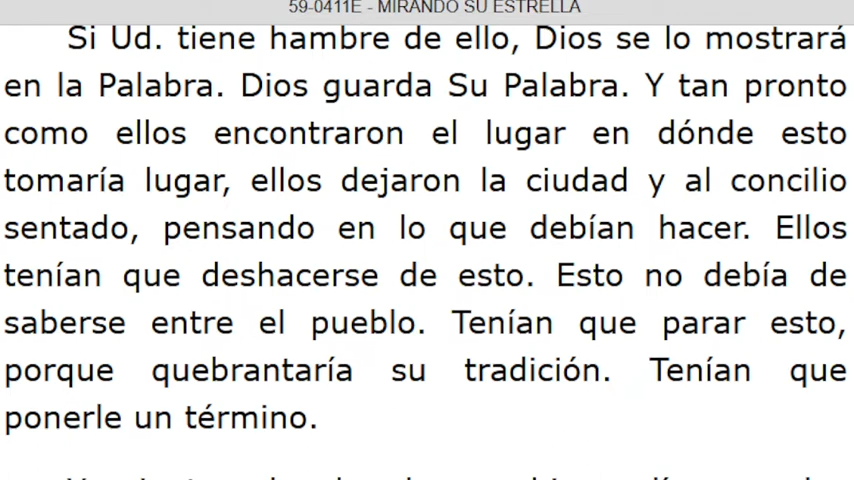 59-0411E - MIRANDO SU ESTRELLA
Si Ud. tiene hambre de ello, Dios se lo mostrará
en la Palabra. Dios guarda Su Palabra. Y tan pronto
como ellos encontraron el lugar en dónde esto
tomaría lugar, ellos dejaron la ciudad y al concilio
sentado, pensando en lo que debían hacer. Ellos
tenían que deshacerse de esto. Esto no debía de
saberse entre el pueblo. Tenían que parar esto,
porque quebrantaría su tradición. Tenían que
ponerle un término.